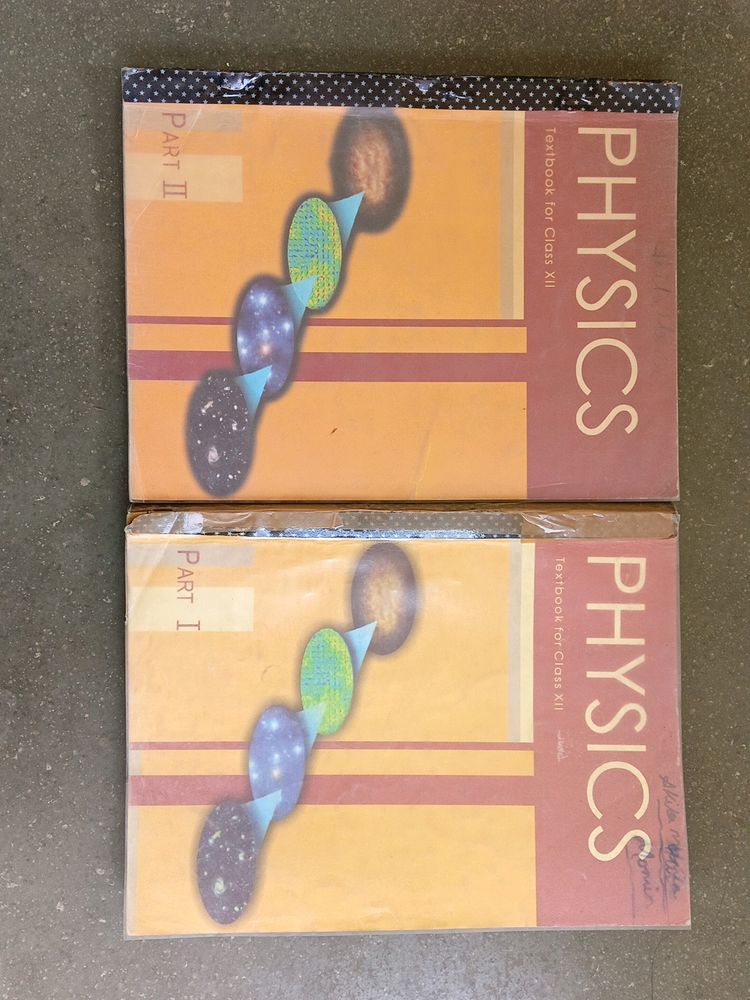 PHYSICS
Textbook for Class XII
PART II
PHYSICS
Textbook for Class XII
PART I